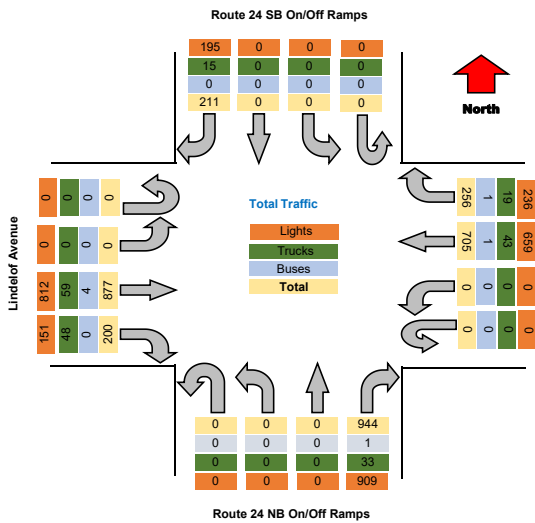 Route 24 SB On/Off Ramps
195 0 0 0
15 0 0 0
0 0 0 0
211 0 0 0
North
Lindelof Avenue
0 0 0 0
0 0 0 0
812 59 4 877
151 48 0 200
Total Traffic
Lights
Trucks
Buses
Total
256 1 19 236
705 1 43 659
0 0 0 0
0 0 0 0
0 0 0 944
0 0 0 1
0 0 0 33
0 0 0 909
Route 24 NB On/Off Ramps